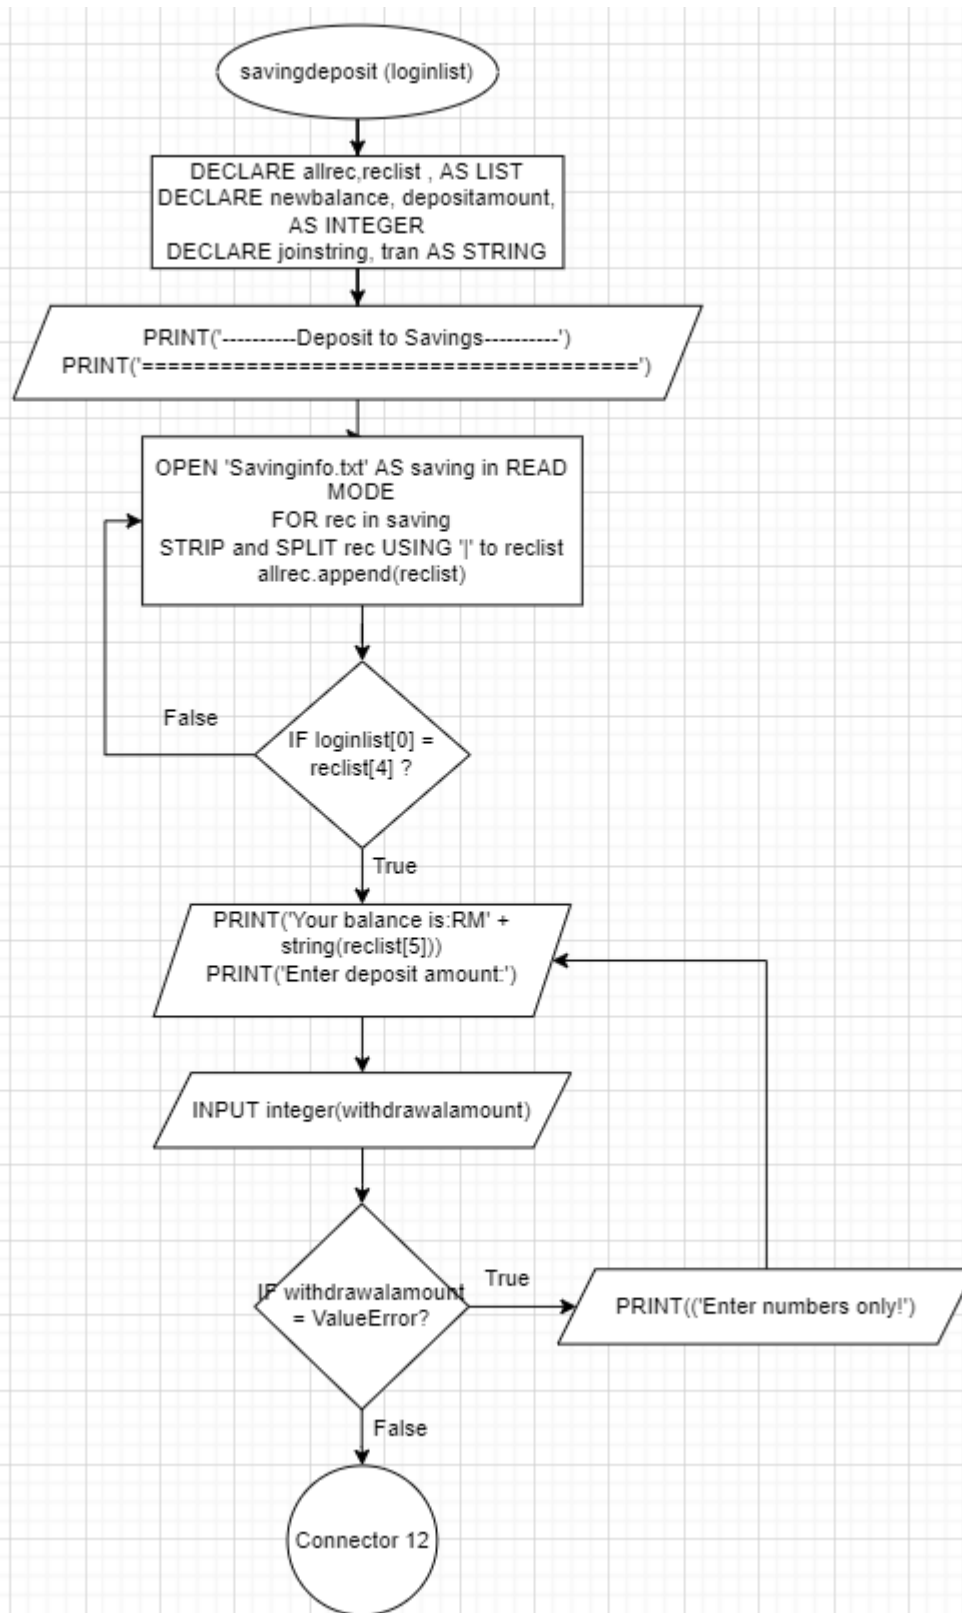 savingdeposit (loginlist)
DECLARE allrec,reclist , AS LIST
DECLARE newbalance, depositamount,
AS INTEGER
DECLARE joinstring, tran AS STRING
PRINT('----------Deposit to Savings----------')
PRINT('======================================')
OPEN 'Savinginfo.txt' AS saving in READ
MODE
FOR rec in saving
STRIP and SPLIT rec USING '|' to reclist
allrec.append(reclist)
False
IF loginlist[0] =
reclist[4] ?
True
PRINT('Your balance is:RM' +
string(reclist[5]))
PRINT('Enter deposit amount:')
INPUT integer(withdrawalamount)
IF withdrawalamount
= ValueError?
True
PRINT(('Enter numbers only!')
False
Connector 12